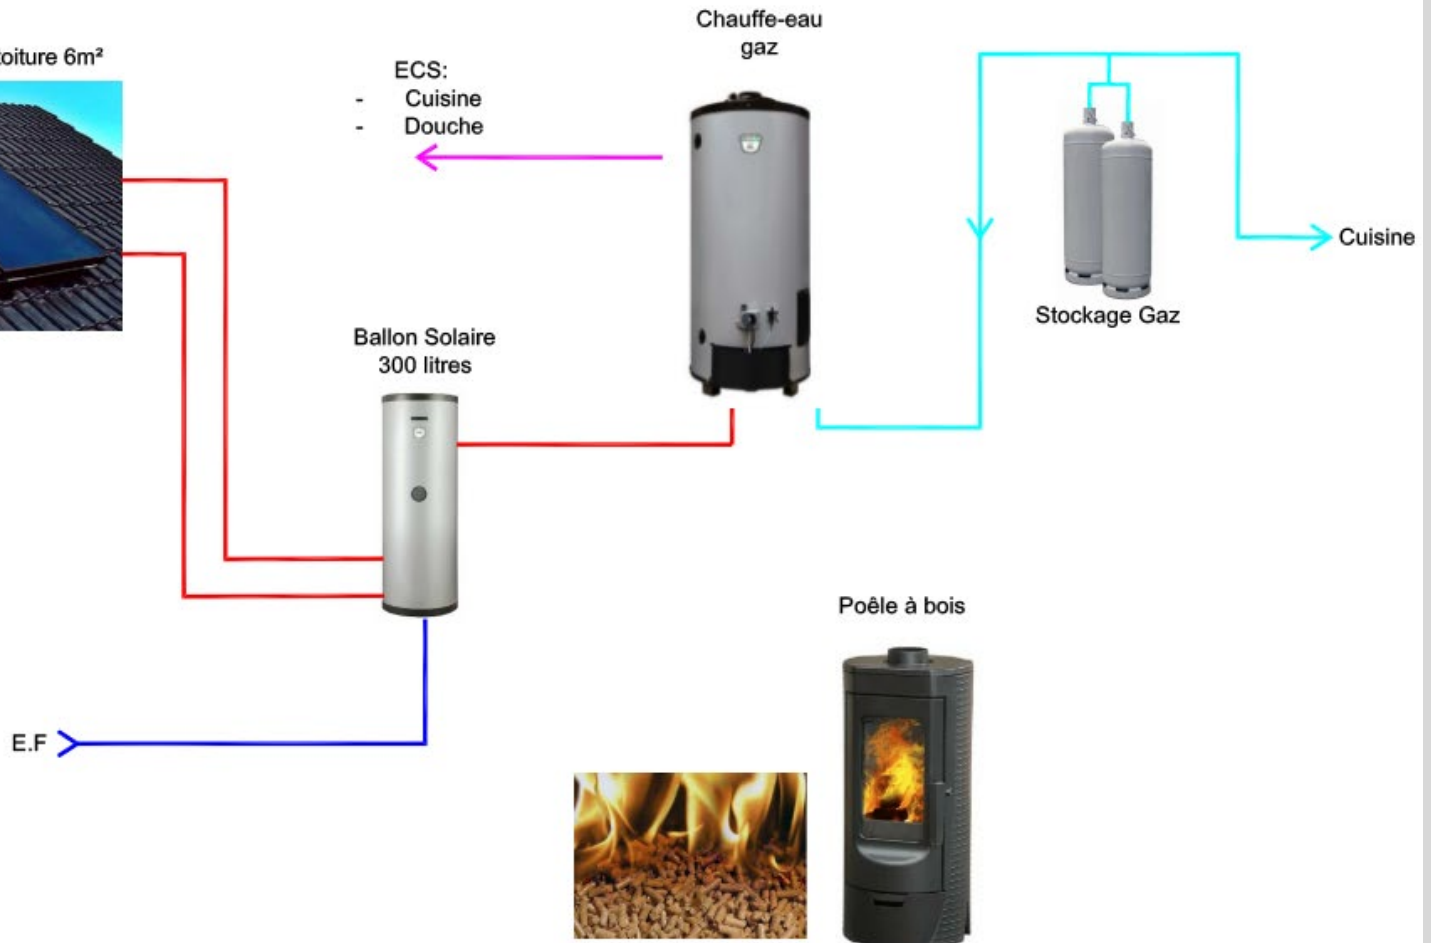 Chauffe-eau
gaz
oiture 6m²
ECS:
- Cuisine
- Douche
Cuisine
Stockage Gaz
Ballon Solaire
300 litres
Poêle à bois
E.F